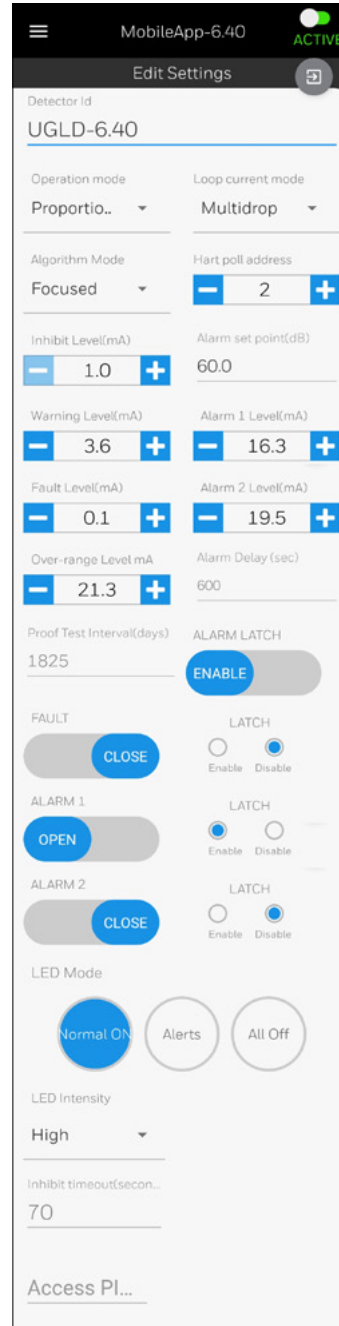 MobileApp-6.40
ACTIVE
Edit Settings
Detector Id
UGLD-6.40
Operation mode Loop current mode
Proportio.. Multidrop
Algorithm Mode Hart poll address
Focused - 2 +
Inhibit Level(mA) Alarm set point(dB)
- 1.0 + 60.0
Warning Level(mA) Alarm 1 Level(mA)
- 3.6 + - 16.3 +
Fault Level(mA) Alarm 2 Level(mA)
- 0.1 + - 19.5 +
Over-range Level mA Alarm Delay (sec)
- 21.3 + 600
Proof Test Interval(days) ALARM LATCH
1825 ENABLE
FAULT LATCH
CLOSE Enable Disable
ALARM 1 LATCH
OPEN Enable Disable
ALARM 2 LATCH
CLOSE Enable Disable
LED Mode
Normal ON Alerts All Off
LED Intensity
High
Inhibit timeout(secon...
70
Access PI...